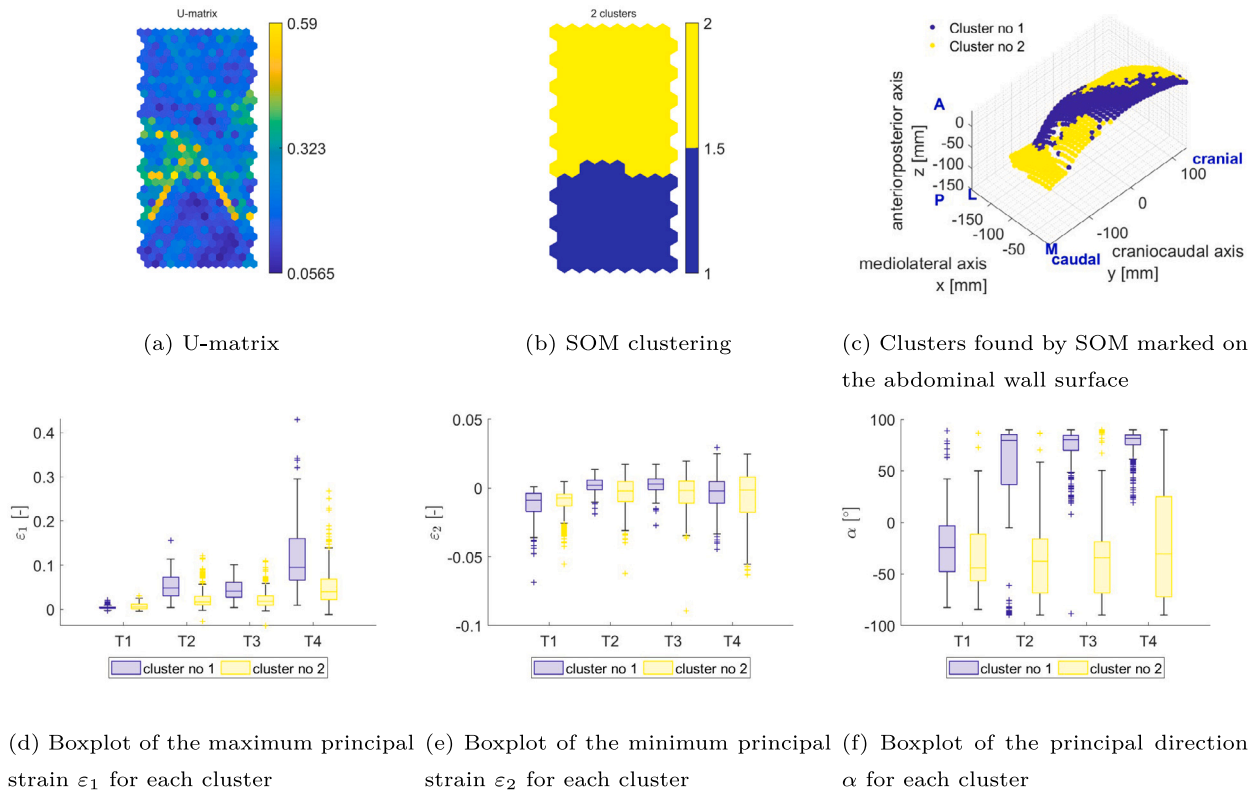 U-matrix
0.59
0.323
0.0565
(a) U-matrix
2 clusters
2
1.5
1
(b) SOM clustering
Cluster no 1
Cluster no 2
A
P
L
M
caudal
cranial
anteriorposterior axis
z [mm]
0
-50
-100
-150
-150
-100
-50
mediolateral axis
x [mm]
-100
0
100
craniocaudal axis
y [mm]
(c) Clusters found by SOM marked on
the abdominal wall surface
ε1 [-]
0.4
0.3
0.2
0.1
0
T1 T2 T3 T4
cluster no 1 cluster no 2
(d) Boxplot of the maximum principal
strain ε1 for each cluster
ε2 [-]
0.05
0
-0.05
-0.1
T1 T2 T3 T4
cluster no 1 cluster no 2
(e) Boxplot of the minimum principal
strain ε2 for each cluster
α [°]
100
50
0
-50
-100
T1 T2 T3 T4
cluster no 1 cluster no 2
(f) Boxplot of the principal direction
α for each cluster